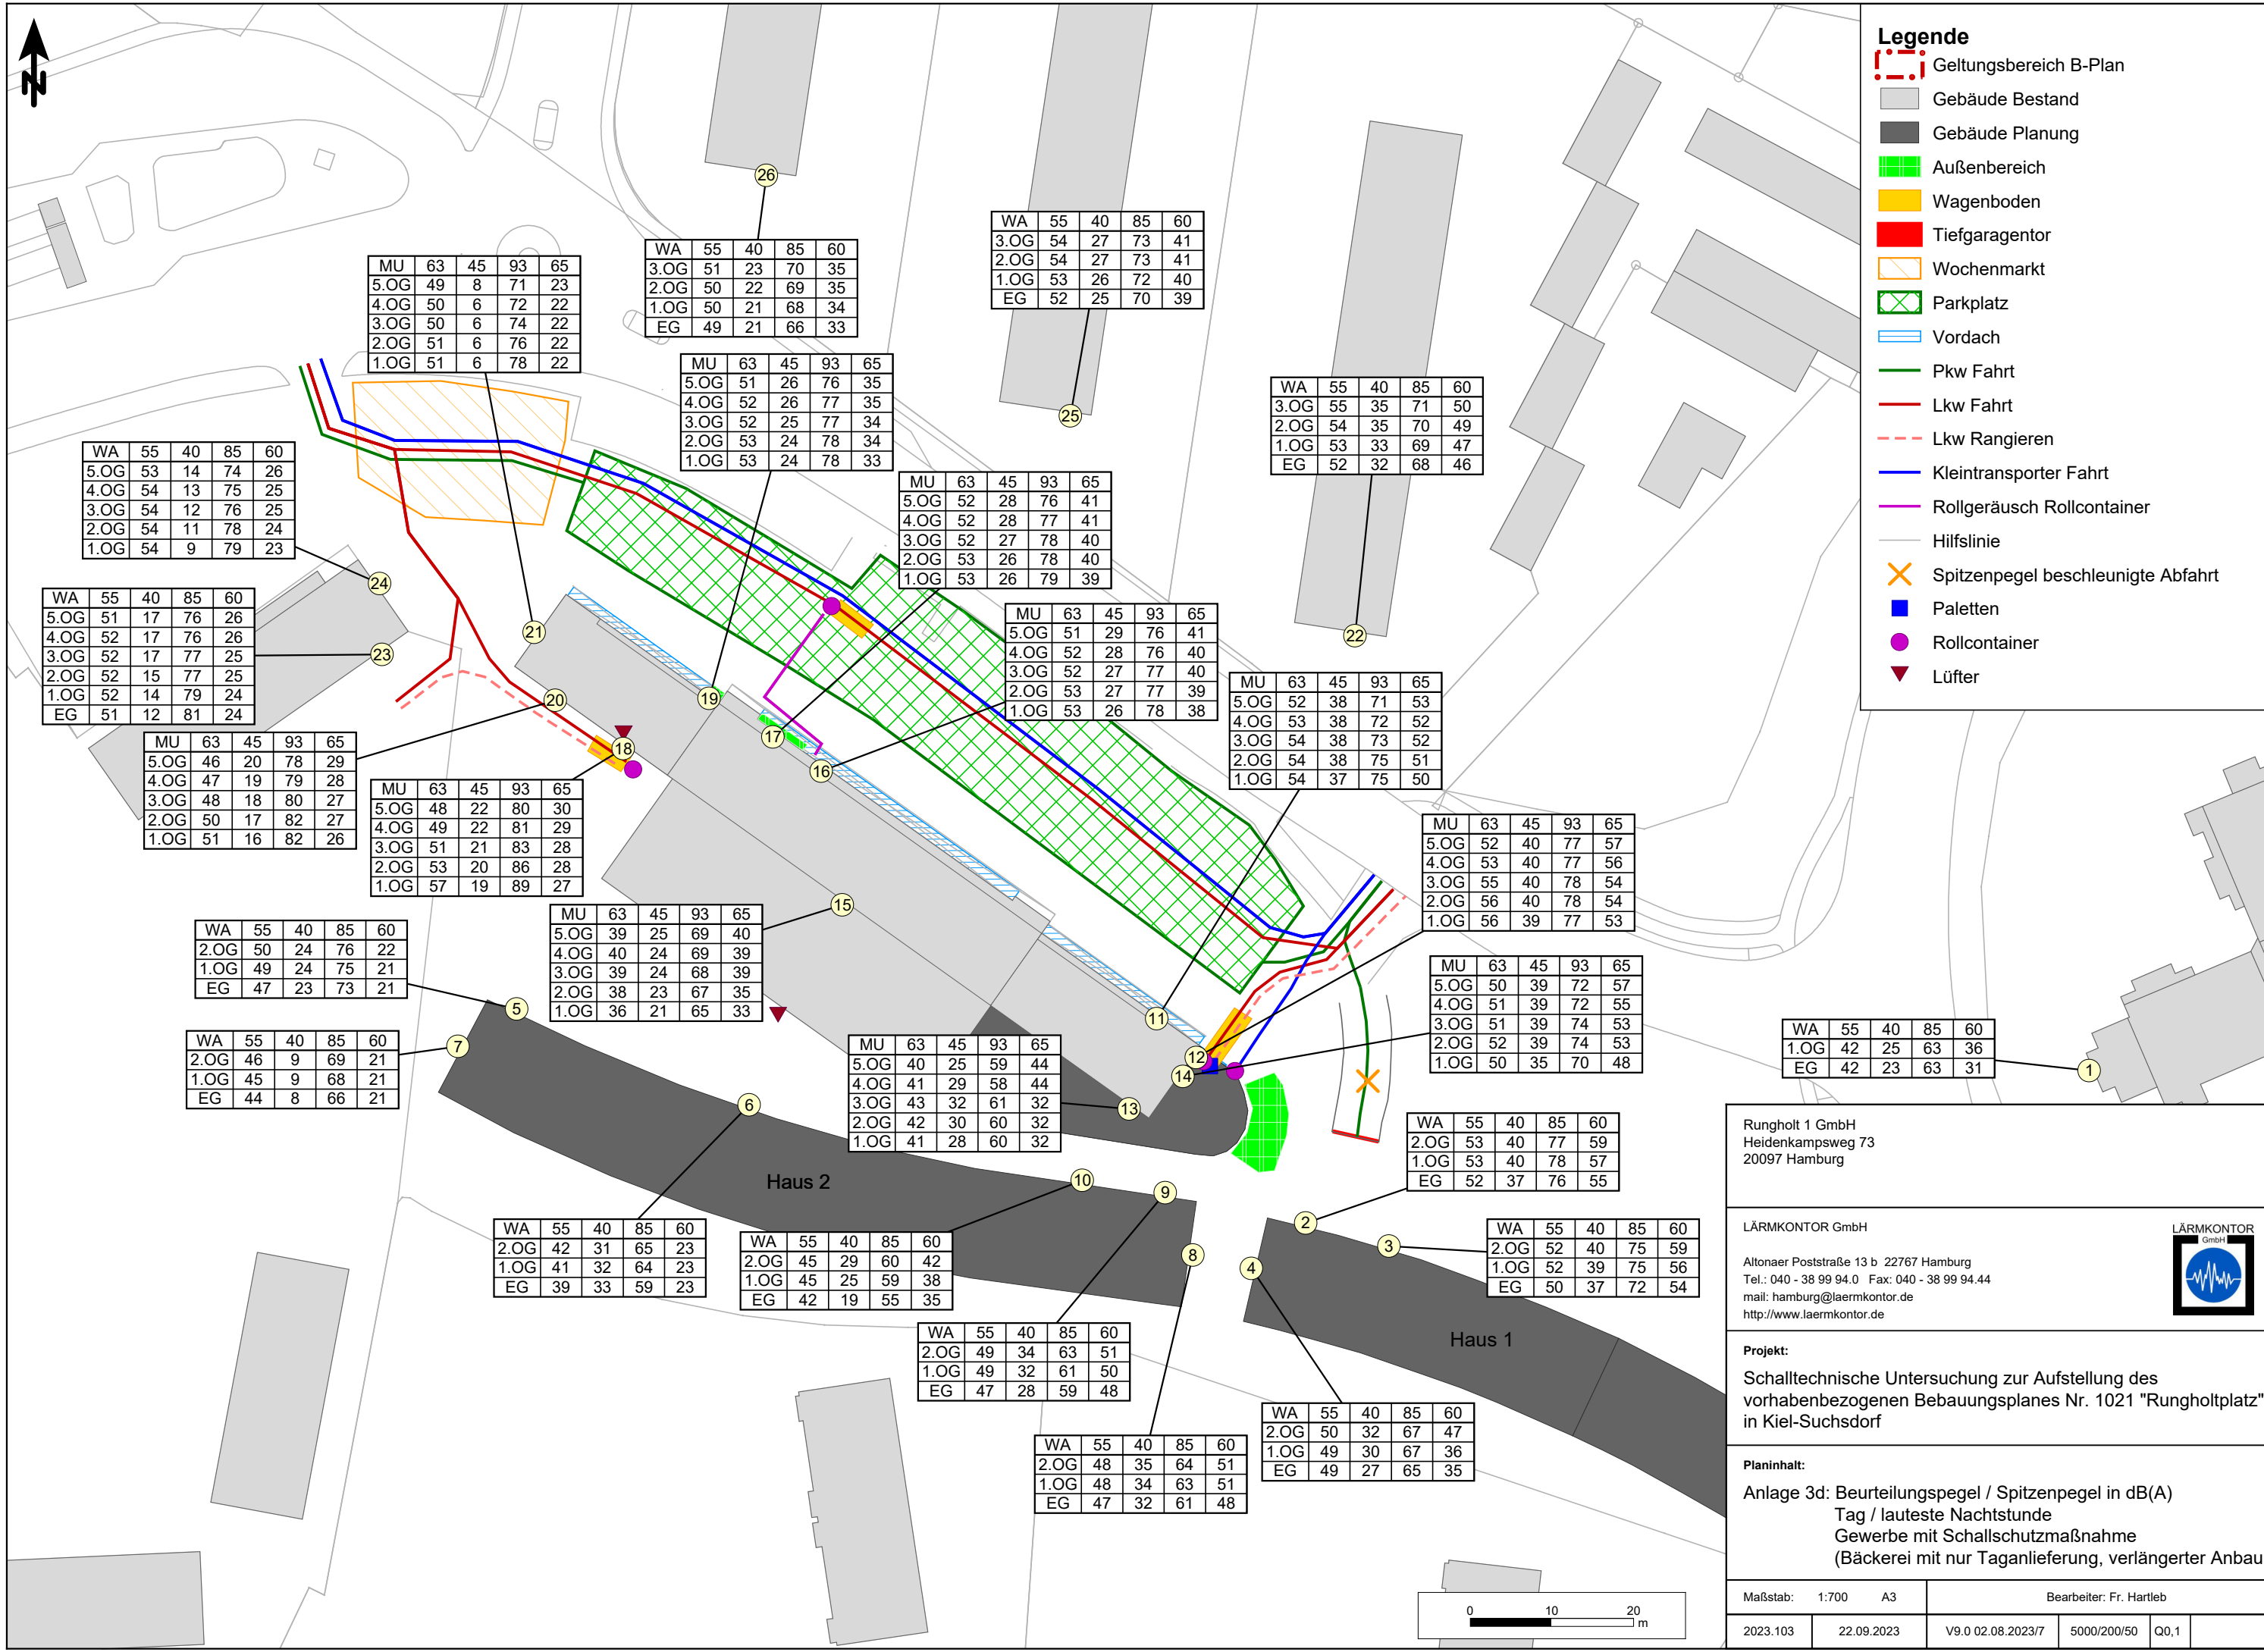 N
Legende
Geltungsbereich B-Plan
Gebäude Bestand
Gebäude Planung
Außenbereich
Wagenboden
Tiefgaragentor
Wochenmarkt
Parkplatz
Vordach
Pkw Fahrt
Lkw Fahrt
Lkw Rangieren
Kleintransporter Fahrt
Rollgeräusch Rollcontainer
Hilfslinie
Spitzenpegel beschleunigte Abfahrt
Paletten
Rollcontainer
Lüfter
26
WA 55 40 85 60
3.OG 51 23 70 35
2.OG 50 22 69 35
1.OG 50 21 68 34
EG 49 21 66 33
WA 55 40 85 60
3.OG 54 27 73 41
2.OG 54 27 73 41
1.OG 53 26 72 40
EG 52 25 70 39
25
MU 63 45 93 65
5.OG 49 8 71 23
4.OG 50 6 72 22
3.OG 50 6 74 22
2.OG 51 6 76 22
1.OG 51 6 78 22
21
MU 63 45 93 65
5.OG 51 26 76 35
4.OG 52 26 77 35
3.OG 52 25 77 34
2.OG 53 24 78 34
1.OG 53 24 78 33
19
WA 55 40 85 60
3.OG 55 35 71 50
2.OG 54 35 70 49
1.OG 53 33 69 47
EG 52 32 68 46
22
WA 55 40 85 60
5.OG 53 14 74 26
4.OG 54 13 75 25
3.OG 54 12 76 25
2.OG 54 11 78 24
1.OG 54 9 79 23
24
MU 63 45 93 65
5.OG 52 28 76 41
4.OG 52 28 77 41
3.OG 52 27 78 40
2.OG 53 26 78 40
1.OG 53 26 79 39
17
WA 55 40 85 60
5.OG 51 17 76 26
4.OG 52 17 76 26
3.OG 52 17 77 25
2.OG 52 15 77 25
1.OG 52 14 79 24
EG 51 12 81 24
23
MU 63 45 93 65
5.OG 51 29 76 41
4.OG 52 28 76 40
3.OG 52 27 77 40
2.OG 53 27 77 39
1.OG 53 26 78 38
16
MU 63 45 93 65
5.OG 52 38 71 53
4.OG 53 38 72 52
3.OG 54 38 73 52
2.OG 54 38 75 51
1.OG 54 37 75 50
11
MU 63 45 93 65
5.OG 46 20 78 29
4.OG 47 19 79 28
3.OG 48 18 80 27
2.OG 50 17 82 27
1.OG 51 16 82 26
20
MU 63 45 93 65
5.OG 48 22 80 30
4.OG 49 22 81 29
3.OG 51 21 83 28
2.OG 53 20 86 28
1.OG 57 19 89 27
18
MU 63 45 93 65
5.OG 52 40 77 57
4.OG 53 40 77 56
3.OG 55 40 78 54
2.OG 56 40 78 54
1.OG 56 39 77 53
12
MU 63 45 93 65
5.OG 39 25 69 40
4.OG 40 24 69 39
3.OG 39 24 68 39
2.OG 38 23 67 35
1.OG 36 21 65 33
15
WA 55 40 85 60
2.OG 50 24 76 22
1.OG 49 24 75 21
EG 47 23 73 21
5
MU 63 45 93 65
5.OG 50 39 72 57
4.OG 51 39 72 55
3.OG 51 39 74 53
2.OG 52 39 74 53
1.OG 50 35 70 48
14
WA 55 40 85 60
2.OG 46 9 69 21
1.OG 45 9 68 21
EG 44 8 66 21
7
MU 63 45 93 65
5.OG 40 25 59 44
4.OG 41 29 58 44
3.OG 43 32 61 32
2.OG 42 30 60 32
1.OG 41 28 60 32
13
WA 55 40 85 60
1.OG 42 25 63 36
EG 42 23 63 31
1
6
Haus 2
10
9
8
WA 55 40 85 60
2.OG 53 40 77 59
1.OG 53 40 78 57
EG 52 37 76 55
2
3
4
WA 55 40 85 60
2.OG 52 40 75 59
1.OG 52 39 75 56
EG 50 37 72 54
Haus 1
WA 55 40 85 60
2.OG 42 31 65 23
1.OG 41 32 64 23
EG 39 33 59 23
WA 55 40 85 60
2.OG 45 29 60 42
1.OG 45 25 59 38
EG 42 19 55 35
WA 55 40 85 60
2.OG 49 34 63 51
1.OG 49 32 61 50
EG 47 28 59 48
WA 55 40 85 60
2.OG 50 32 67 47
1.OG 49 30 67 36
EG 49 27 65 35
WA 55 40 85 60
2.OG 48 35 64 51
1.OG 48 34 63 51
EG 47 32 61 48
0 10 20
m
Rungholt 1 GmbH
Heidenkampsweg 73
20097 Hamburg
LÄRMKONTOR GmbH
Altonaer Poststraße 13 b 22767 Hamburg
Tel.: 040 - 38 99 94.0 Fax: 040 - 38 99 94.44
mail: hamburg@laermkontor.de
http://www.laermkontor.de
LÄRMKONTOR
GmbH
Projekt:
Schalltechnische Untersuchung zur Aufstellung des
vorhabenbezogenen Bebauungsplanes Nr. 1021 "Rungholtplatz"
in Kiel-Suchsdorf
Planinhalt:
Anlage 3d: Beurteilungspegel / Spitzenpegel in dB(A)
Tag / lauteste Nachtstunde
Gewerbe mit Schallschutzmaßnahme
(Bäckerei mit nur Taganlieferung, verlängerter Anbau
Maßstab: 1:700 A3
Bearbeiter: Fr. Hartleb
2023.103 22.09.2023 V9.0 02.08.2023/7 5000/200/50 Q0,1